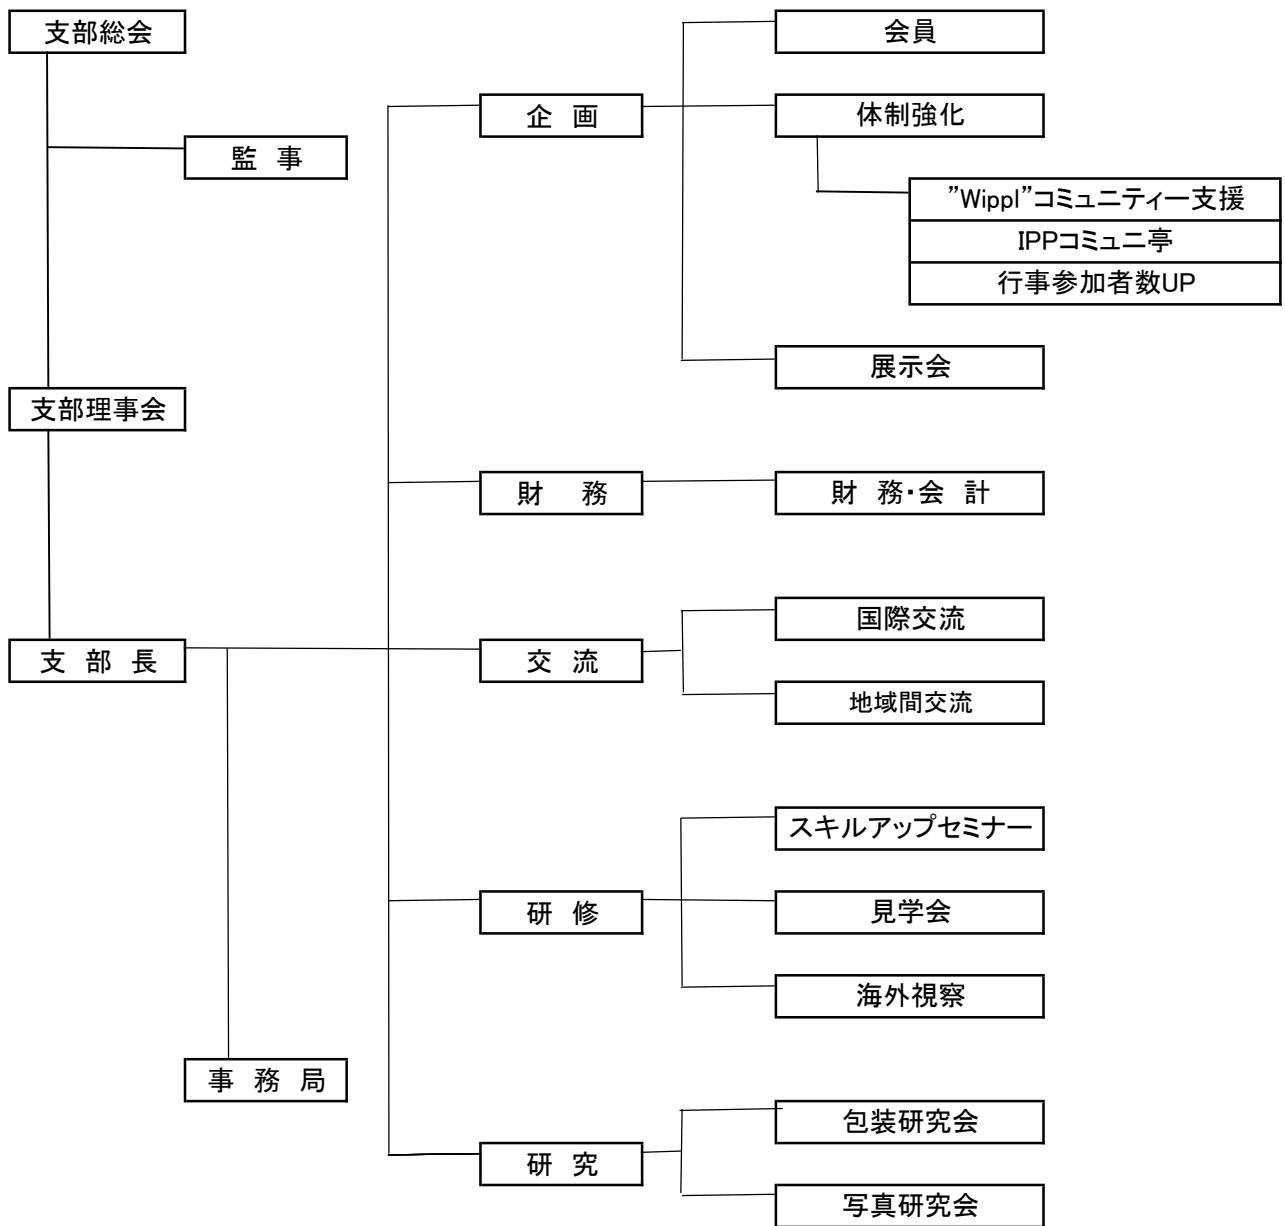 支部総会
会員
企　画
体制強化
監　事
”Wippl”コミュニティー支援
IPPコミュニ亭
行事参加者数UP
展示会
支部理事会
財　　務
財　務・会　計
国際交流
支　部　長
交　流
地域間交流
スキルアップセミナー
研　修
見学会
海外視察
事　務　局
包装研究会
研　究
写真研究会